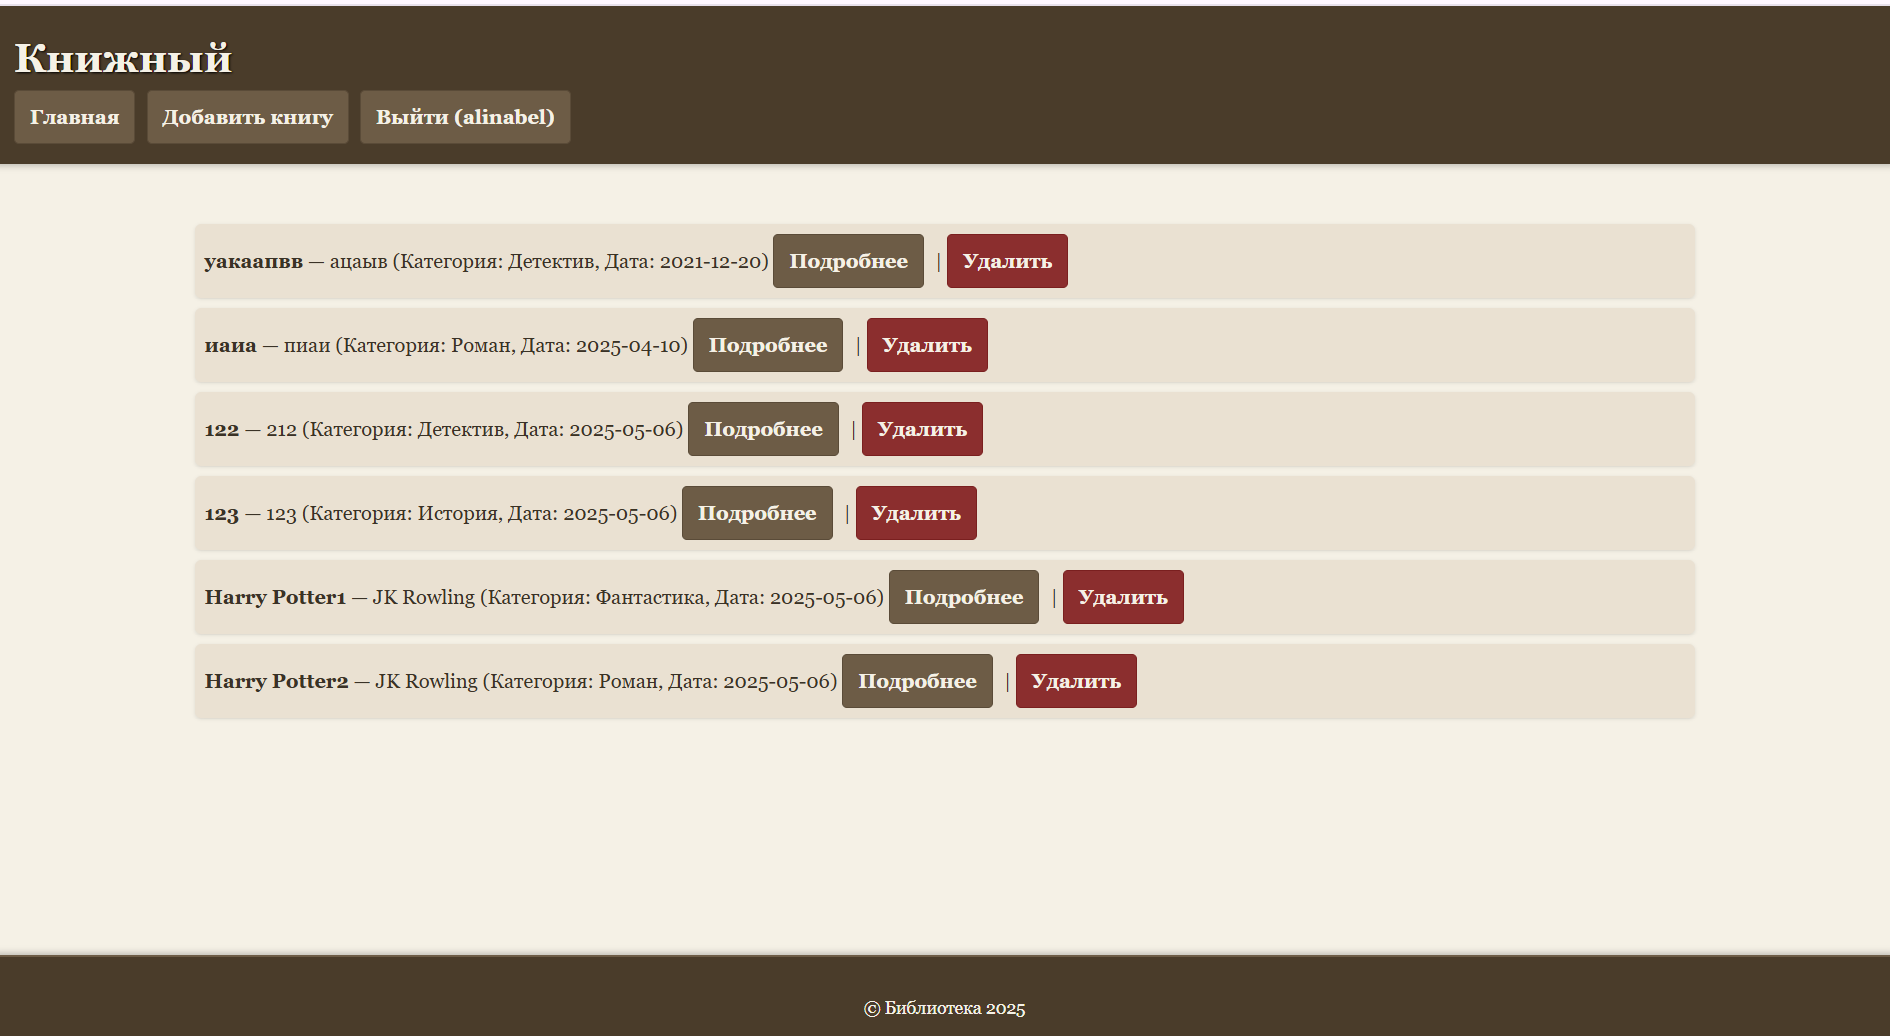 Книжный
Главная Добавить книгу Выйти (alinabel)
уакаапвв — ацаыв (Категория: Детектив, Дата: 2021-12-20) Подробнее | Удалить
иаиа — пиаи (Категория: Роман, Дата: 2025-04-10) Подробнее | Удалить
122 — 212 (Категория: Детектив, Дата: 2025-05-06) Подробнее | Удалить
123 — 123 (Категория: История, Дата: 2025-05-06) Подробнее | Удалить
Harry Potter1 — JK Rowling (Категория: Фантастика, Дата: 2025-05-06) Подробнее | Удалить
Harry Potter2 — JK Rowling (Категория: Роман, Дата: 2025-05-06) Подробнее | Удалить
© Библиотека 2025